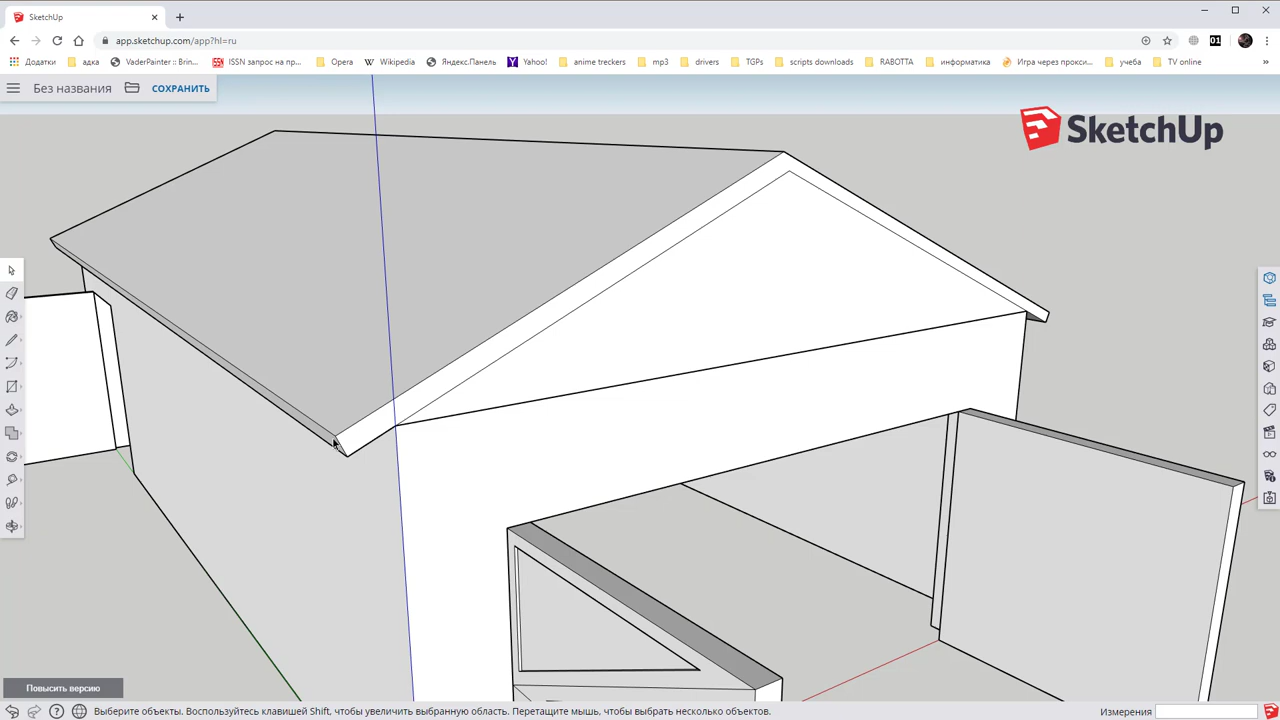 SketchUp
app.sketchup.com/app?hl=ru
01
Додатки
адка
VaderPainter :: Brin...
ISSN запрос на пр...
Opera
Wikipedia
Яндекс.Панель
Yahoo!
anime treckers
mp3
drivers
TGPs
scripts downloads
RABOTTA
информатика
Игра через прокси...
учеба
TV online
»
Без названия
СОХРАНИТЬ
SketchUp
Повысить версию
Выберите объекты. Воспользуйтесь клавишей Shift, чтобы увеличить выбранную область. Перетащите мышь, чтобы выбрать несколько объектов.
Измерения